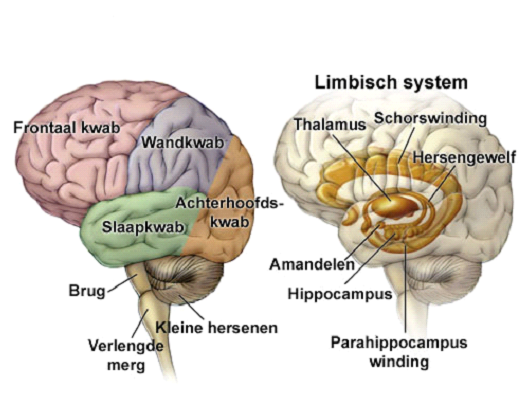 Frontaal kwab
Wandkwab
Achterhoofds-
kwab
Slaapkwab
Brug
Kleine hersenen
Verlengde
merg
Limbisch system
Thalamus
Schorswinding
Hersengewelf
Amandelen
Hippocampus
Parahippocampus
winding